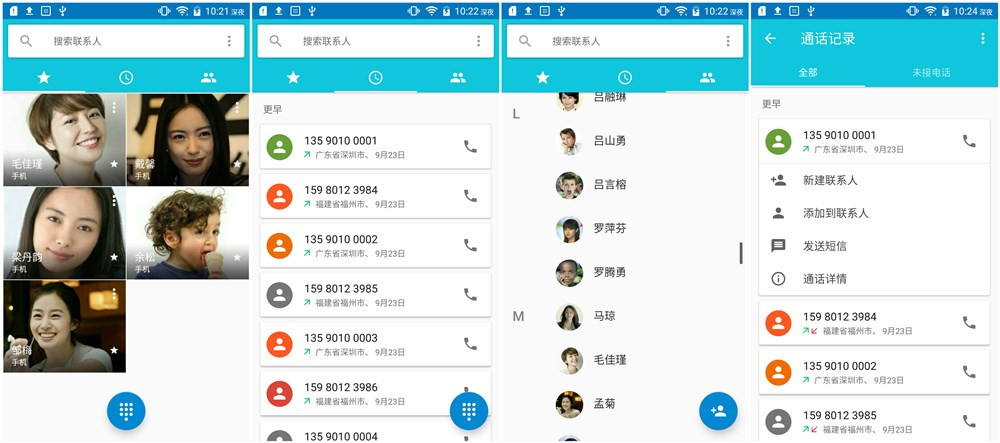 10:21 深夜
搜索联系人
毛佳瑾
手机
戴馨
手机
梁丹韵
手机
余松
手机
邹梅
手机
10:22 深夜
搜索联系人
更早
135 9010 0001
广东省深圳市、 9月23日
159 8012 3984
福建省福州市、 9月23日
135 9010 0002
广东省深圳市、 9月23日
159 8012 3985
福建省福州市、 9月23日
135 9010 0003
广东省深圳市、 9月23日
159 8012 3986
福建省福州市、 9月23日
135 9010 0004
10:22 深夜
搜索联系人
吕融琳
L
吕山勇
吕言榕
罗萍芬
罗腾勇
M
马琼
毛佳瑾
孟菊
10:24 深夜
通话记录
全部 未接电话
更早
135 9010 0001
广东省深圳市、 9月23日
新建联系人
添加到联系人
发送短信
通话详情
159 8012 3984
福建省福州市、 9月23日
135 9010 0002
广东省深圳市、 9月23日
159 8012 3985
福建省福州市、 9月23日